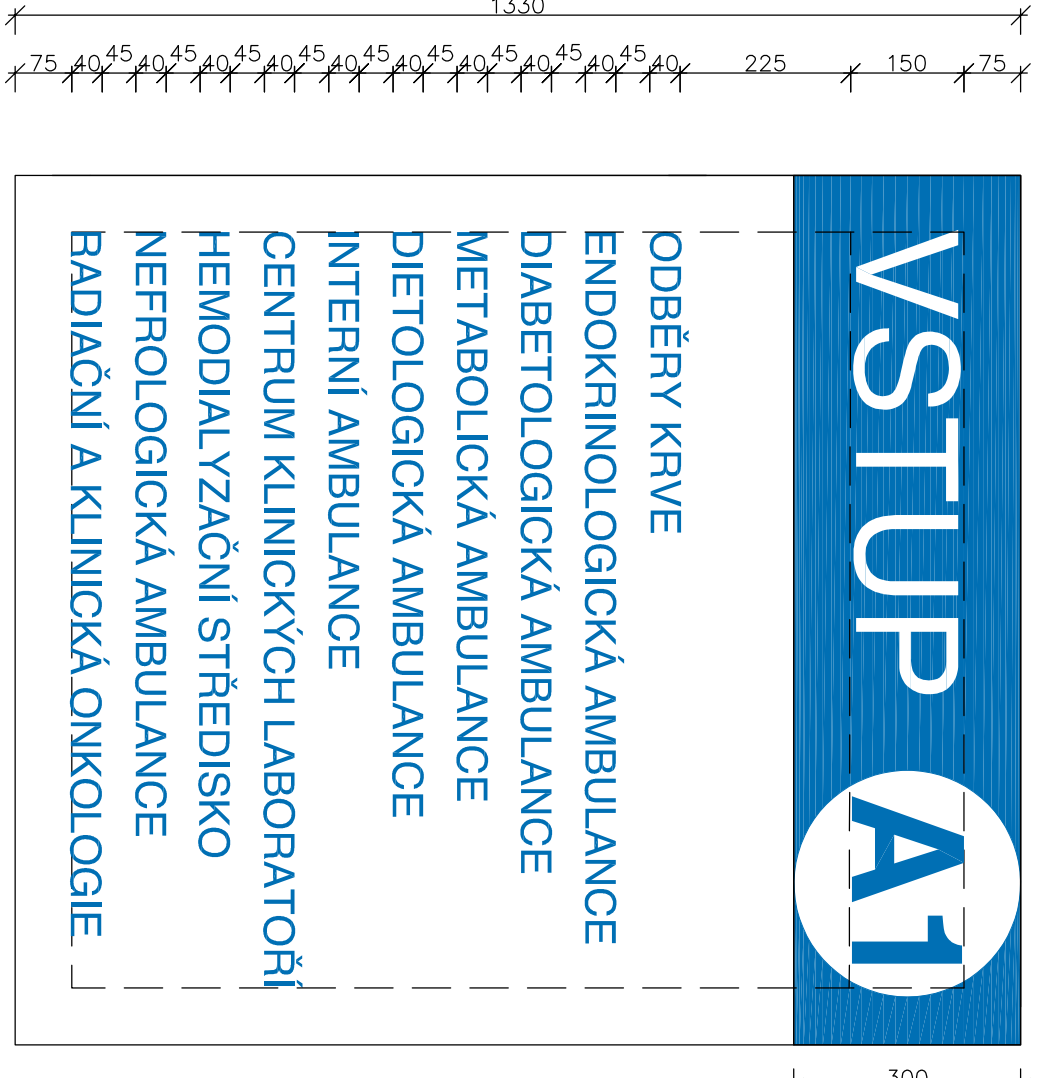 1330
75 40 45 40 45 40 45 40 45 40 45 40 45 40 45 40 45 40 45 40 225 150 75
VSTUP A1
ODBĚRY KRVE
ENDOKRINOLOGICKÁ AMBULANCE
DIABETOLOGICKÁ AMBULANCE
METABOLICKÁ AMBULANCE
DIETOLOGICKÁ AMBULANCE
INTERNÍ AMBULANCE
CENTRUM KLINICKÝCH LABORATOŘÍ
HEMODIALYZAČNÍ STŘEDISKO
NEFROLOGICKÁ AMBULANCE
RADIAČNÍ A KLINICKÁ ONKOLOGIE
300